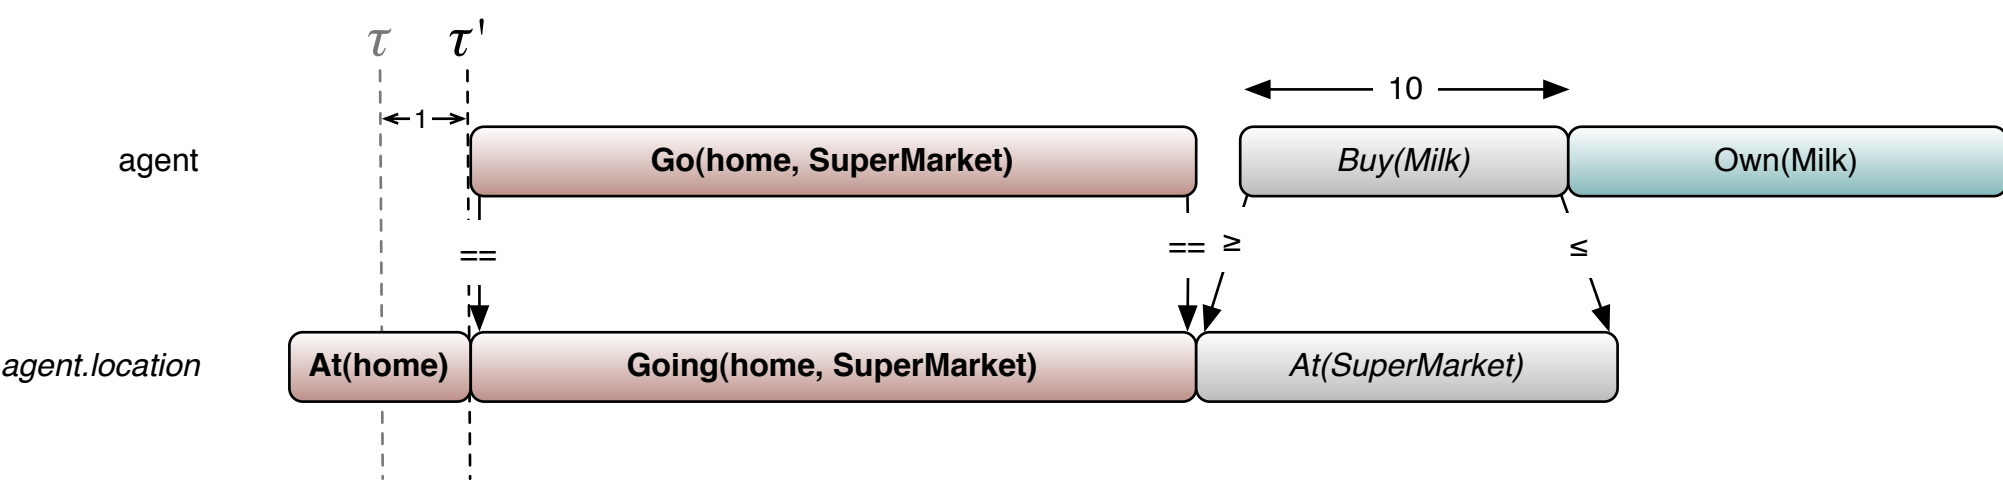 τ τ'
1 10
agent Go(home, SuperMarket) Buy(Milk) Own(Milk)
== == ≥ ≤
agent.location At(home) Going(home, SuperMarket) At(SuperMarket)